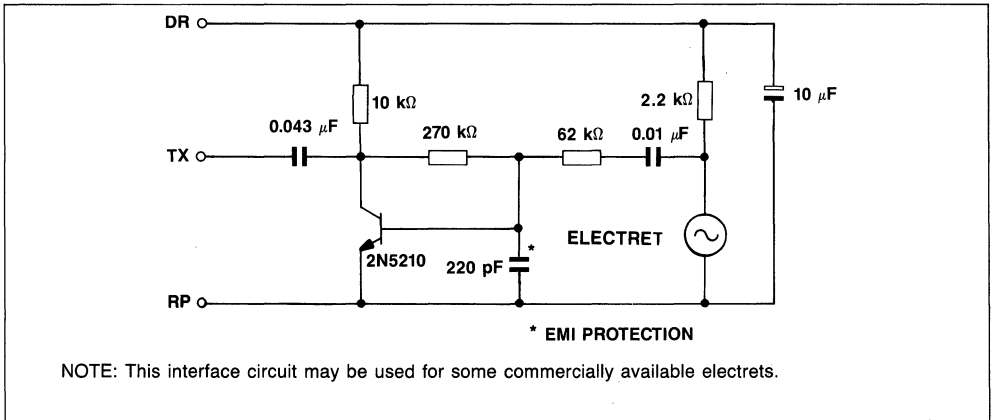 DR
10 kΩ
2.2 kΩ
10 μF
0.043 μF
270 kΩ
62 kΩ
0.01 μF
TX
ELECTRET
2N5210
220 pF
*
RP
* EMI PROTECTION
NOTE: This interface circuit may be used for some commercially available electrets.